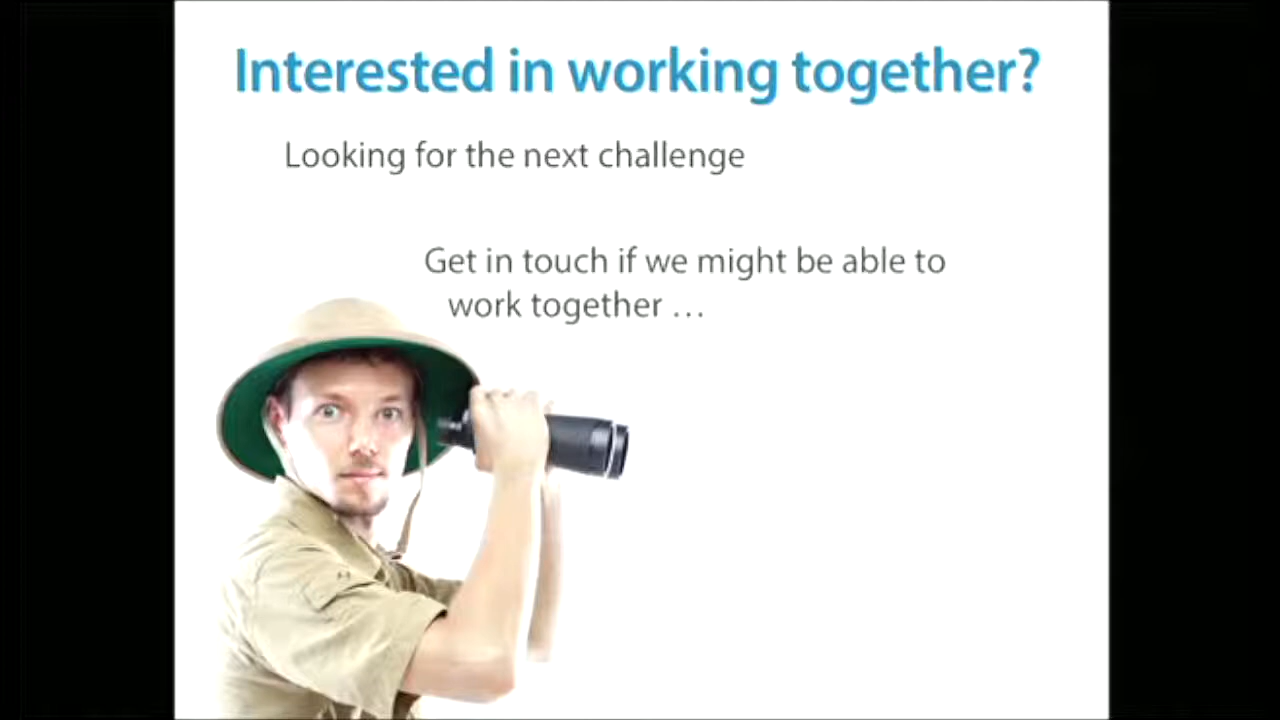 Interested in working together?
Looking for the next challenge
Get in touch if we might be able to
work together …